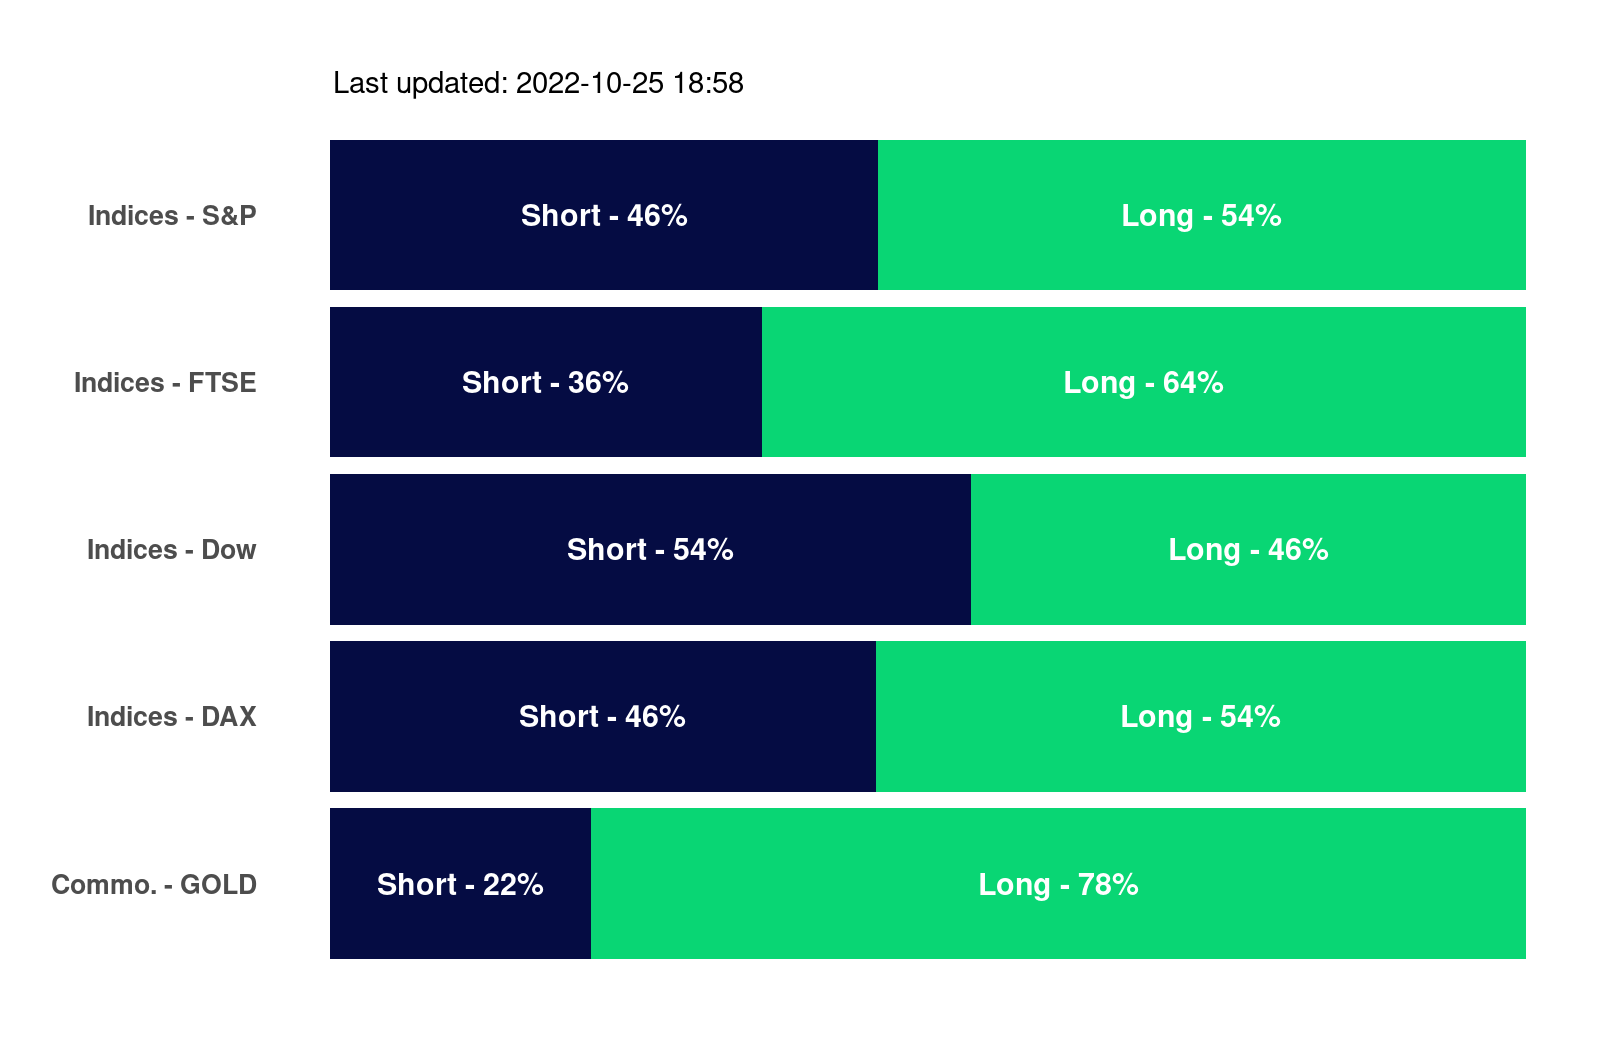 Last updated: 2022-10-25 18:58
Indices - S&P Short - 46% Long - 54%
Indices - FTSE Short - 36% Long - 64%
Indices - Dow Short - 54% Long - 46%
Indices - DAX Short - 46% Long - 54%
Commo. - GOLD Short - 22% Long - 78%